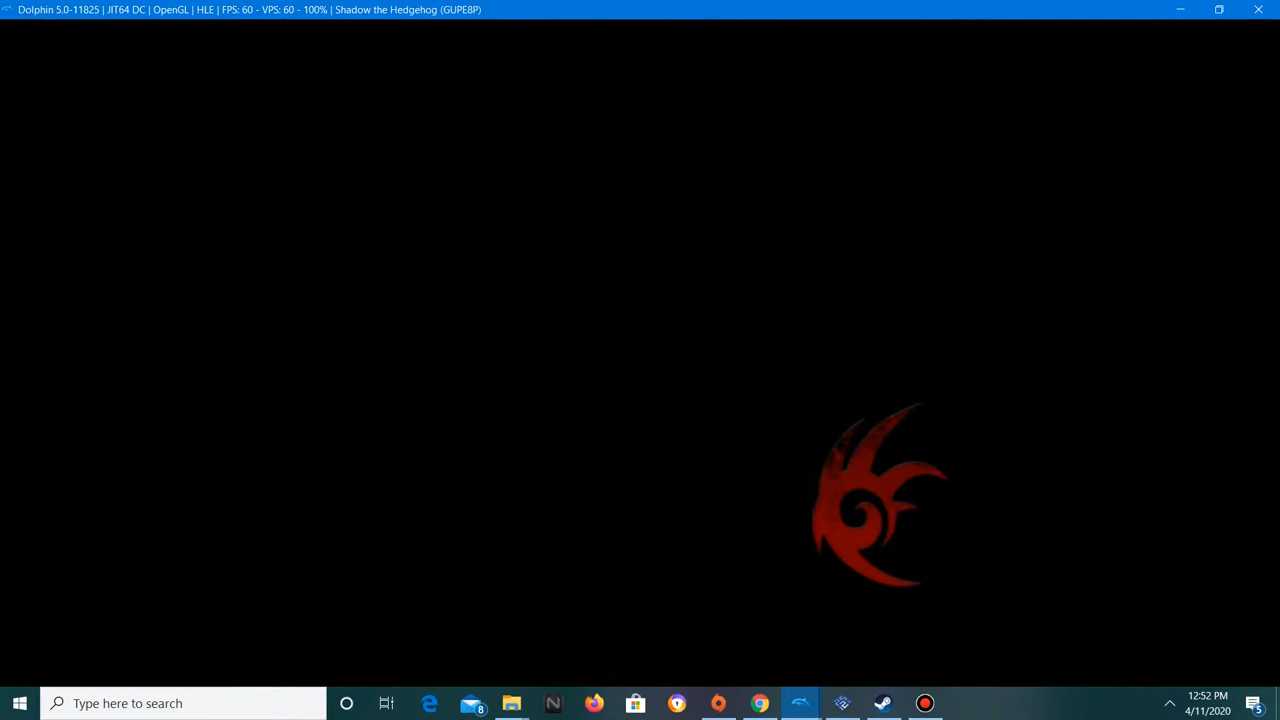 Dolphin 5.0-11825 | JIT64 DC | OpenGL | HLE | FPS: 60 - VPS: 60 - 100% | Shadow the Hedgehog (GUPE8P)
Type here to search
8
12:52 PM
4/11/2020
5